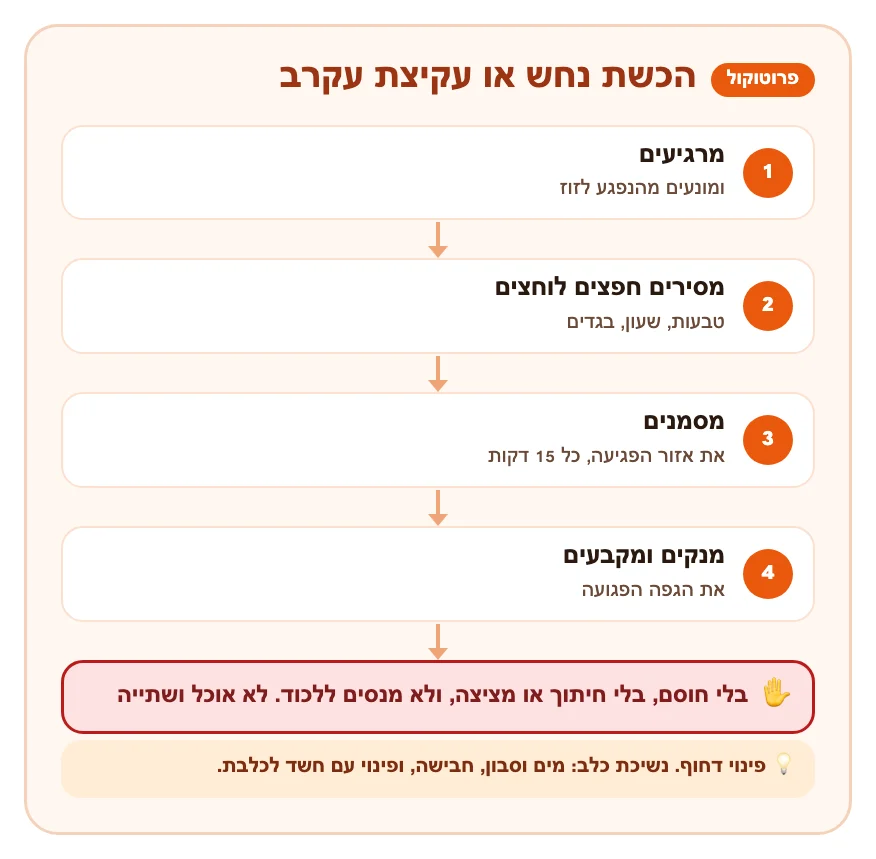 פרוטוקול
הכשת נחש או עקיצת עקרב
1
מרגיעים
ומונעים מהנפגע לזוז
2
מסירים חפצים לוחצים
טבעות, שעון, בגדים
3
מסמנים
את אזור הפגיעה, כל 15 דקות
4
מנקים ומקבעים
את הגפה הפגועה
בלי חוסם, בלי חיתוך או מציצה, ולא מנסים ללכוד. לא אוכל ושתייה
פינוי דחוף. נשיכת כלב: מים וסבון, חבישה, ופינוי עם חשד לכלבת.